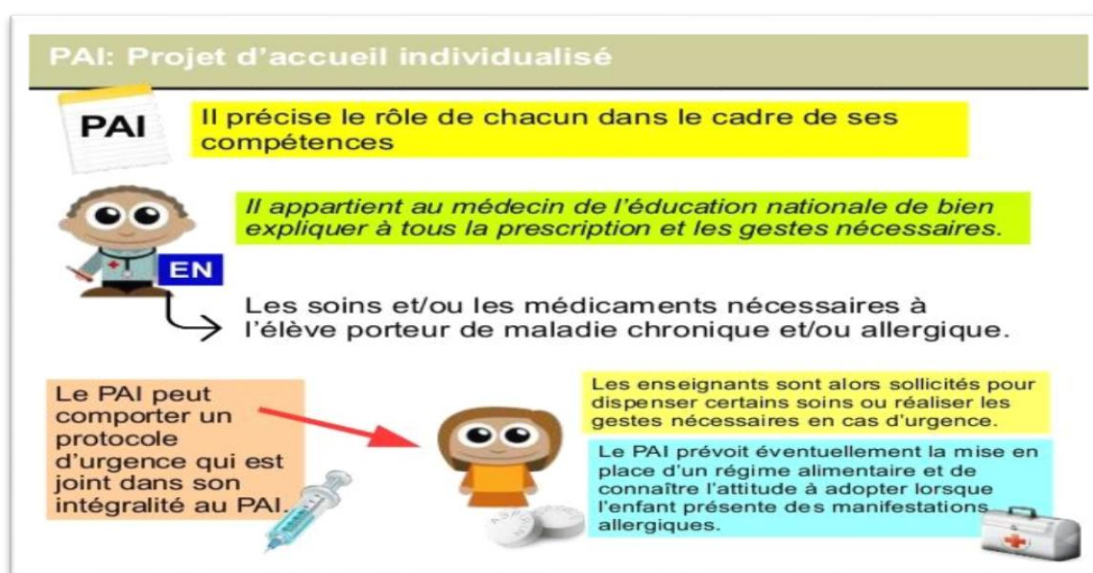 PAI: Projet d'accueil individualisé
PAI
Il précise le rôle de chacun dans le cadre de ses
compétences
Il appartient au médecin de l'éducation nationale de bien
expliquer à tous la prescription et les gestes nécessaires.
EN
Les soins et/ou les médicaments nécessaires à
l'élève porteur de maladie chronique et/ou allergique.
Le PAI peut
comporter un
protocole
d'urgence qui est
joint dans son
intégralité au PAI.
Les enseignants sont alors sollicités pour
dispenser certains soins ou réaliser les
gestes nécessaires en cas d'urgence.
Le PAI prévoit éventuellement la mise en
place d'un régime alimentaire et de
connaître l'attitude à adopter lorsque
l'enfant présente des manifestations
allergiques.